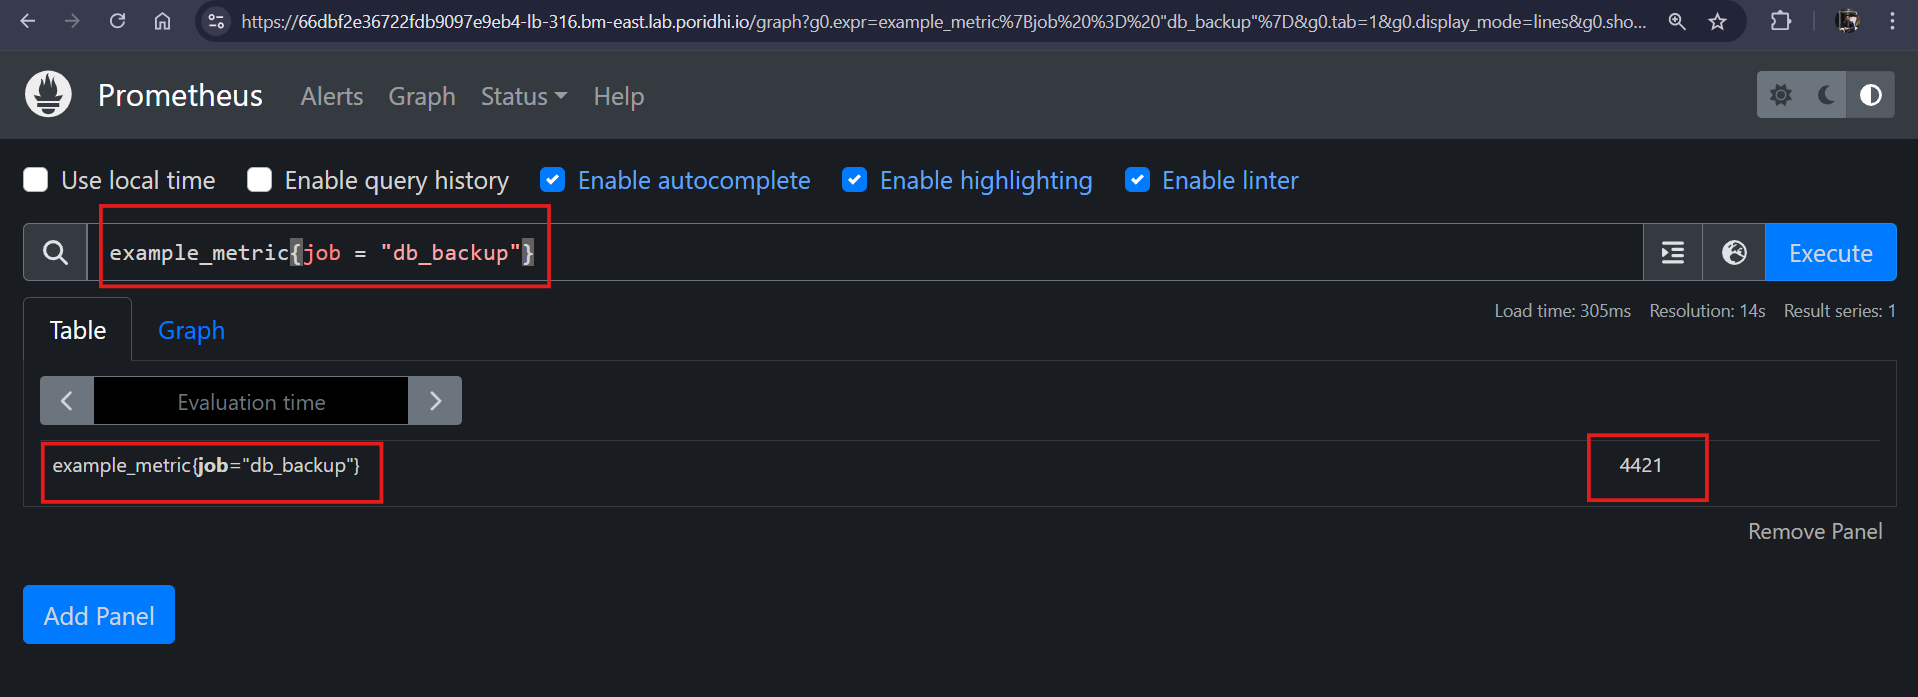 https://66dbf2e36722fdb9097e9eb4-lb-316.bm-east.lab.poridhi.io/graph?g0.expr=example_metric%7Bjob%20%3D%20"db_backup"%7D&g0.tab=1&g0.display_mode=lines&g0.sho...
Prometheus Alerts Graph Status Help
Use local time Enable query history Enable autocomplete Enable highlighting Enable linter
example_metric{job = "db_backup"} Execute
Table Graph Load time: 305ms Resolution: 14s Result series: 1
Evaluation time
example_metric{job="db_backup"} 4421
Remove Panel
Add Panel